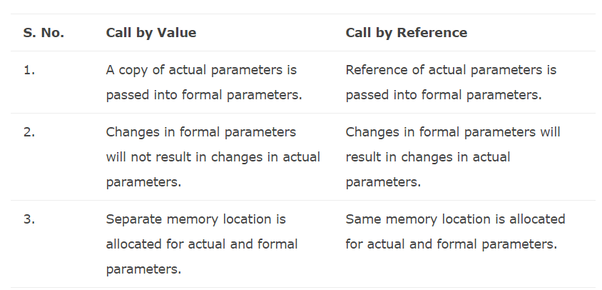 S. No. Call by Value Call by Reference
1. A copy of actual parameters is Reference of actual parameters is
passed into formal parameters. passed into formal parameters.
2. Changes in formal parameters Changes in formal parameters will
will not result in changes in actual result in changes in actual
parameters. parameters.
3. Separate memory location is Same memory location is allocated
allocated for actual and formal for actual and formal parameters.
parameters.